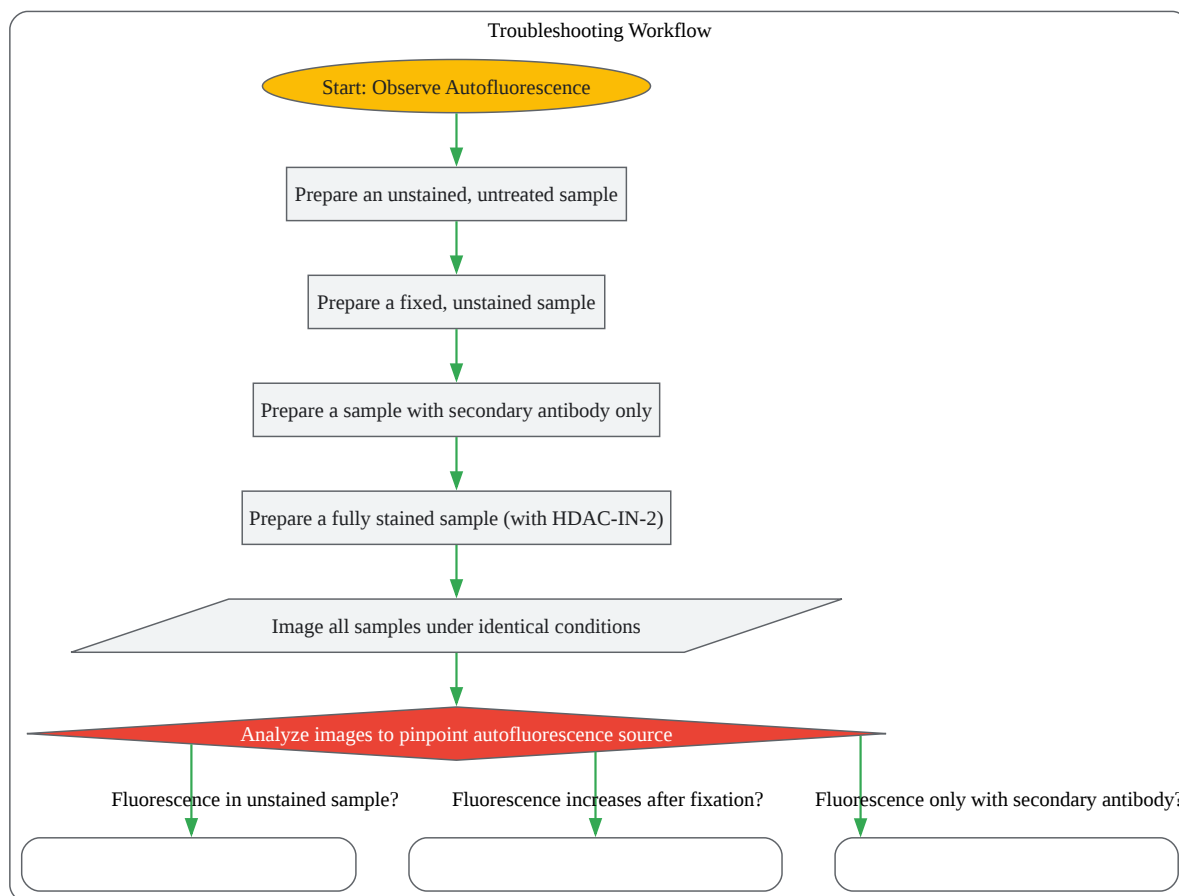 Troubleshooting Workflow
Start: Observe Autofluorescence
Prepare an unstained, untreated sample
Prepare a fixed, unstained sample
Prepare a sample with secondary antibody only
Prepare a fully stained sample (with HDAC-IN-2)
Image all samples under identical conditions
Analyze images to pinpoint autofluorescence source
Fluorescence in unstained sample?
Fluorescence increases after fixation?
Fluorescence only with secondary antibody?